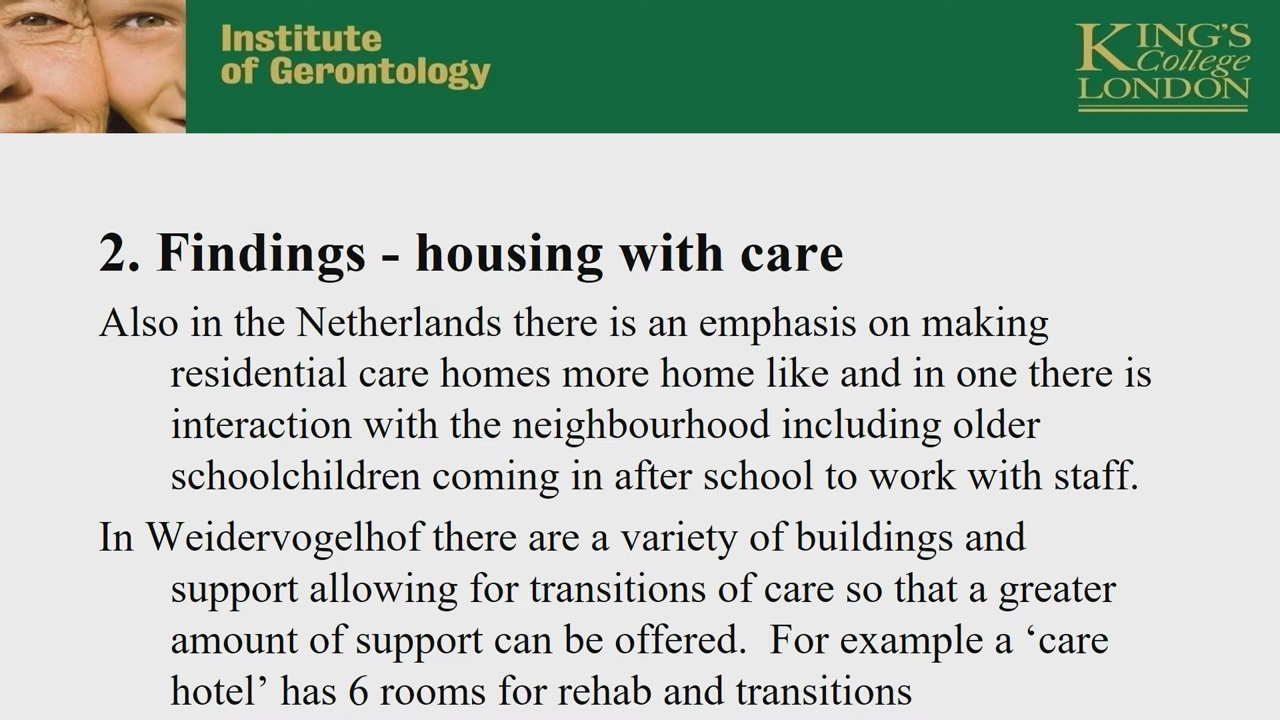 Institute
of Gerontology
KING'S
College
LONDON
2. Findings - housing with care
Also in the Netherlands there is an emphasis on making
residential care homes more home like and in one there is
interaction with the neighbourhood including older
schoolchildren coming in after school to work with staff.
In Weidervogelhof there are a variety of buildings and
support allowing for transitions of care so that a greater
amount of support can be offered.  For example a ‘care
hotel’ has 6 rooms for rehab and transitions